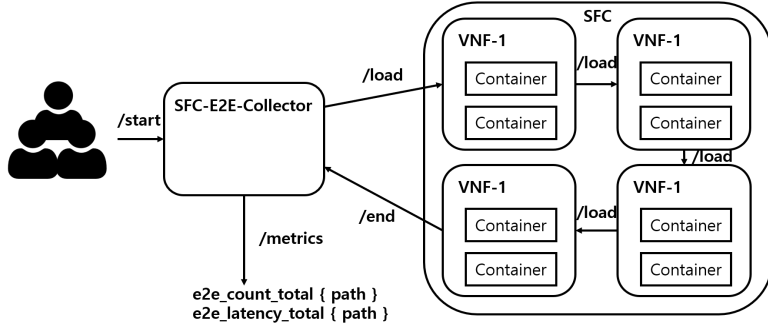 SFC
VNF-1
Container
Container
VNF-1
Container
Container
/load
/load
/load
/start
SFC-E2E-Collector
VNF-1
Container
Container
/load
VNF-1
Container
Container
/end
/metrics
e2e_count_total { path }
e2e_latency_total { path }